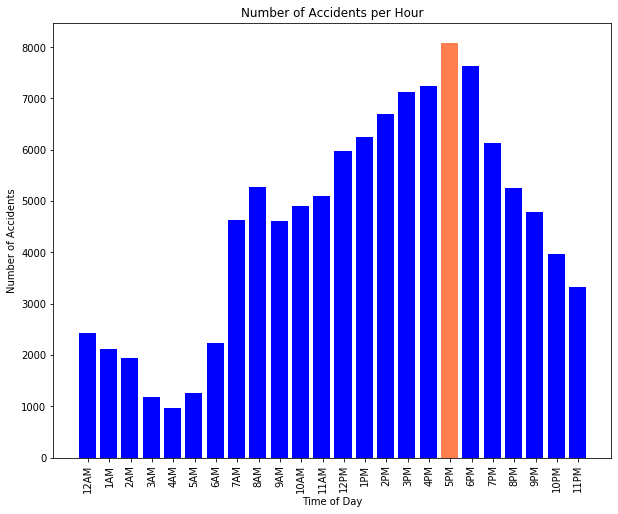 Number of Accidents per Hour
Number of Accidents
8000
7000
6000
5000
4000
3000
2000
1000
0
12AM
1AM
2AM
3AM
4AM
5AM
6AM
7AM
8AM
9AM
10AM
11AM
12PM
1PM
2PM
3PM
4PM
5PM
6PM
7PM
8PM
9PM
10PM
11PM
Time of Day